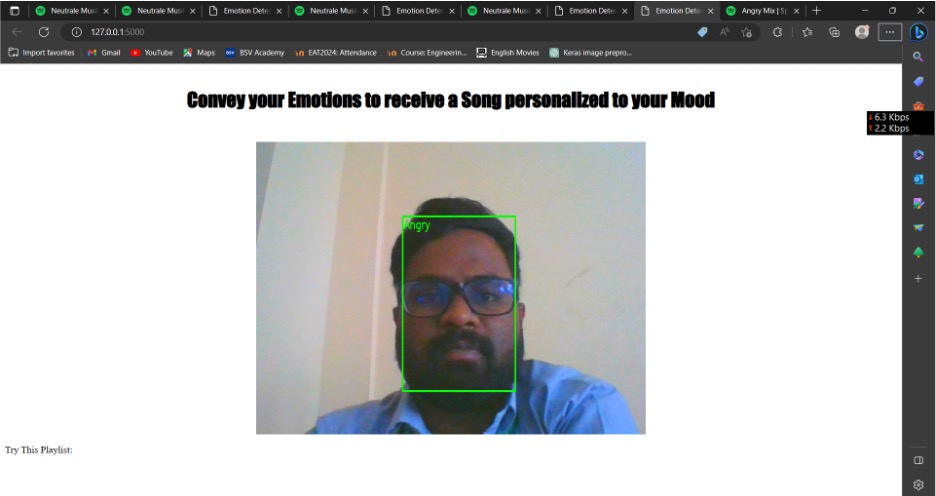 Neutrale Musi
Neutrale Musi
Emotion Dete
Neutrale Musi
Emotion Dete
Neutrale Musi
Emotion Dete
Emotion Dete
Angry Mix | Sp
127.0.0.1:5000
Import favorites
Gmail
YouTube
Maps
BSV Academy
EAT2024: Attendance
Course: Engineerin...
English Movies
Keras image prepro...
Convey your Emotions to receive a Song personalized to your Mood
6.3 Kbps
2.2 Kbps
Angry
Try This Playlist: